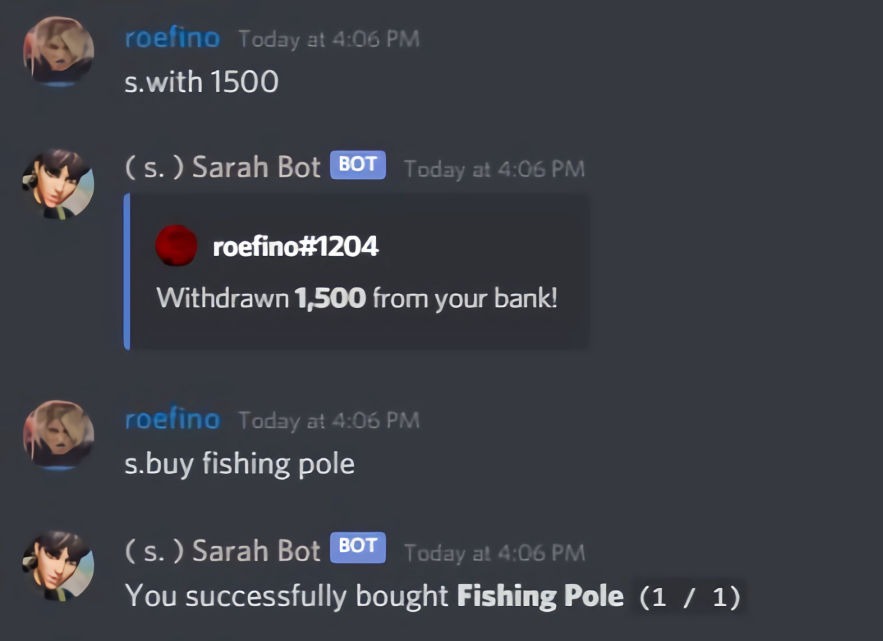 roefino Today at 4:06 PM
s.with 1500
( s. ) Sarah Bot BOT Today at 4:06 PM
roefino#1204
Withdrawn 1,500 from your bank!
roefino Today at 4:06 PM
s.buy fishing pole
( s. ) Sarah Bot BOT Today at 4:06 PM
You successfully bought Fishing Pole (1 / 1)